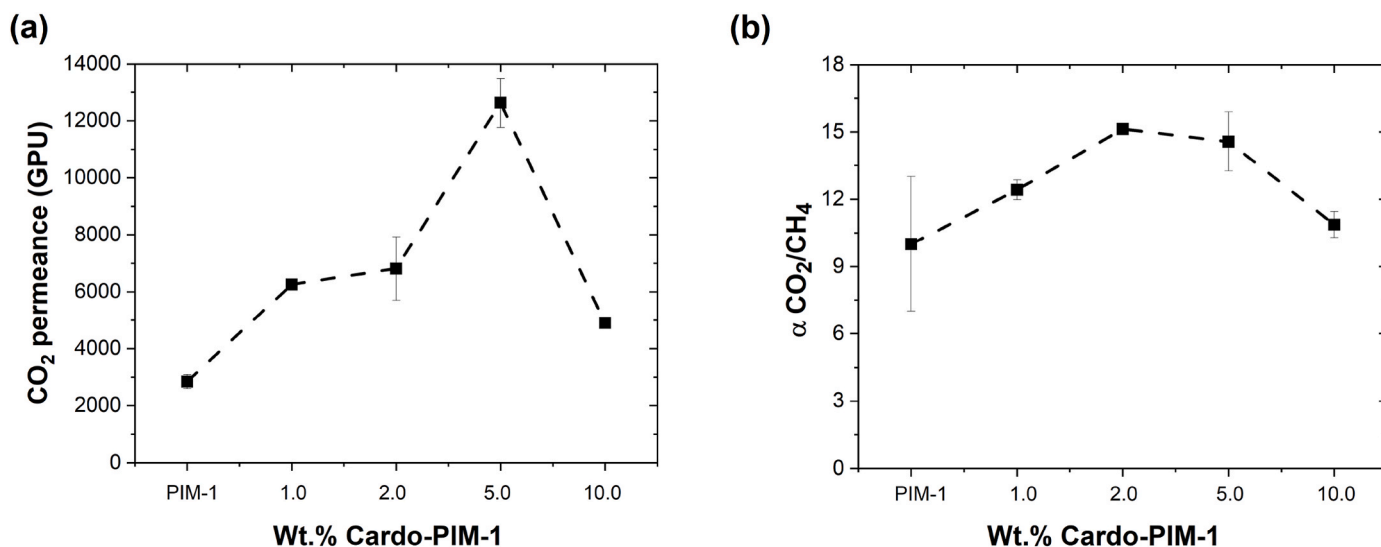 (a)
14000
12000
10000
8000
6000
4000
2000
0
CO₂ permeance (GPU)
PIM-1 1.0 2.0 5.0 10.0
Wt.% Cardo-PIM-1
(b)
18
15
12
9
6
3
0
α CO₂/CH₄
PIM-1 1.0 2.0 5.0 10.0
Wt.% Cardo-PIM-1